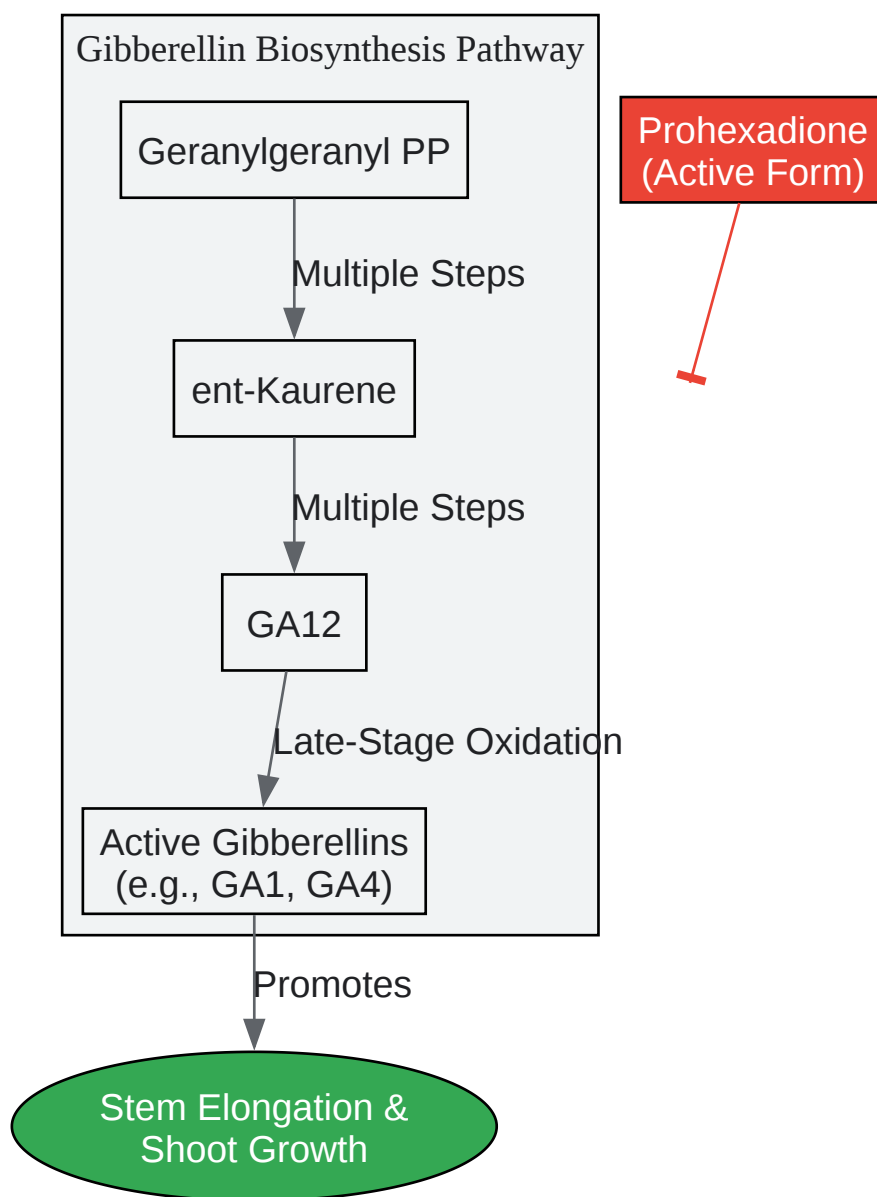 Gibberellin Biosynthesis Pathway
Geranylgeranyl PP
Prohexadione
(Active Form)
Multiple Steps
ent-Kaurene
Multiple Steps
GA12
Late-Stage Oxidation
Active Gibberellins
(e.g., GA1, GA4)
Promotes
Stem Elongation &
Shoot Growth